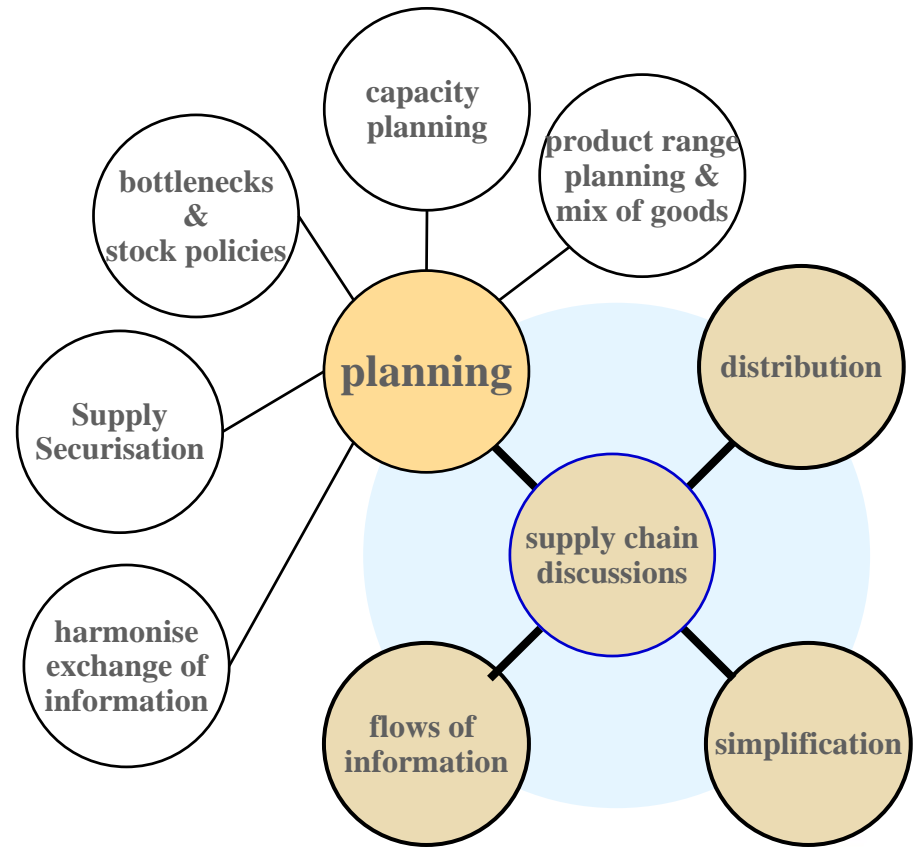 capacity
planning
product range
planning &
mix of goods
bottlenecks
&
stock policies
planning
distribution
Supply
Securisation
supply chain
discussions
harmonise
exchange of
information
flows of
information
simplification